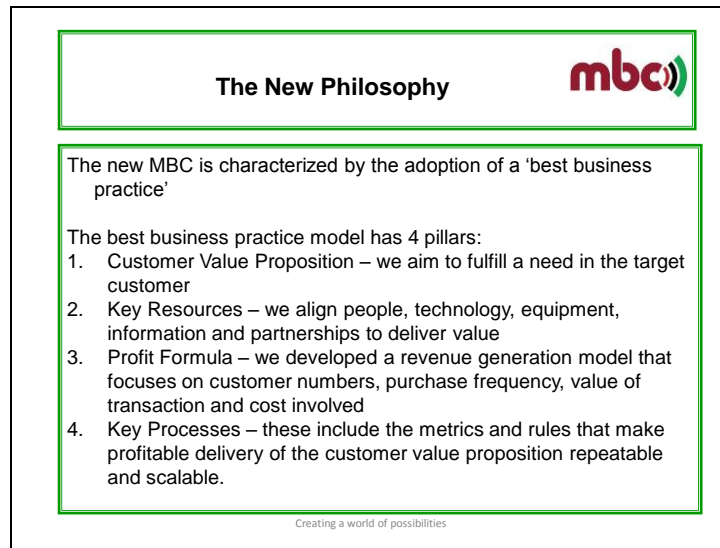 The New Philosophy
mbc
The new MBC is characterized by the adoption of a ‘best business
practice’
The best business practice model has 4 pillars:
1. Customer Value Proposition – we aim to fulfill a need in the target
customer
2. Key Resources – we align people, technology, equipment,
information and partnerships to deliver value
3. Profit Formula – we developed a revenue generation model that
focuses on customer numbers, purchase frequency, value of
transaction and cost involved
4. Key Processes – these include the metrics and rules that make
profitable delivery of the customer value proposition repeatable
and scalable.
Creating a world of possibilities